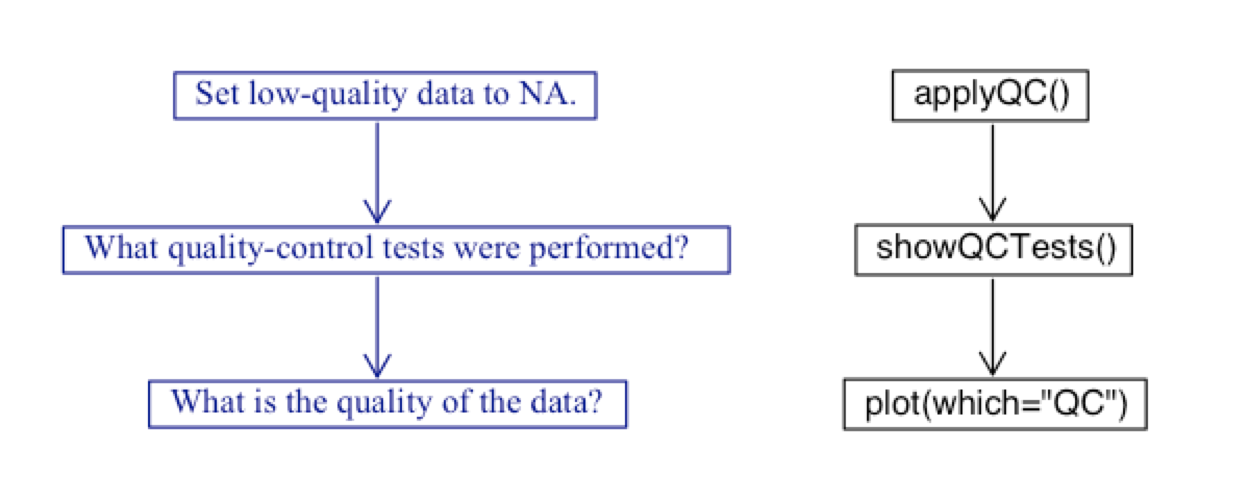 Set low-quality data to NA.
applyQC()
What quality-control tests were performed?
showQCTests()
What is the quality of the data?
plot(which="QC")